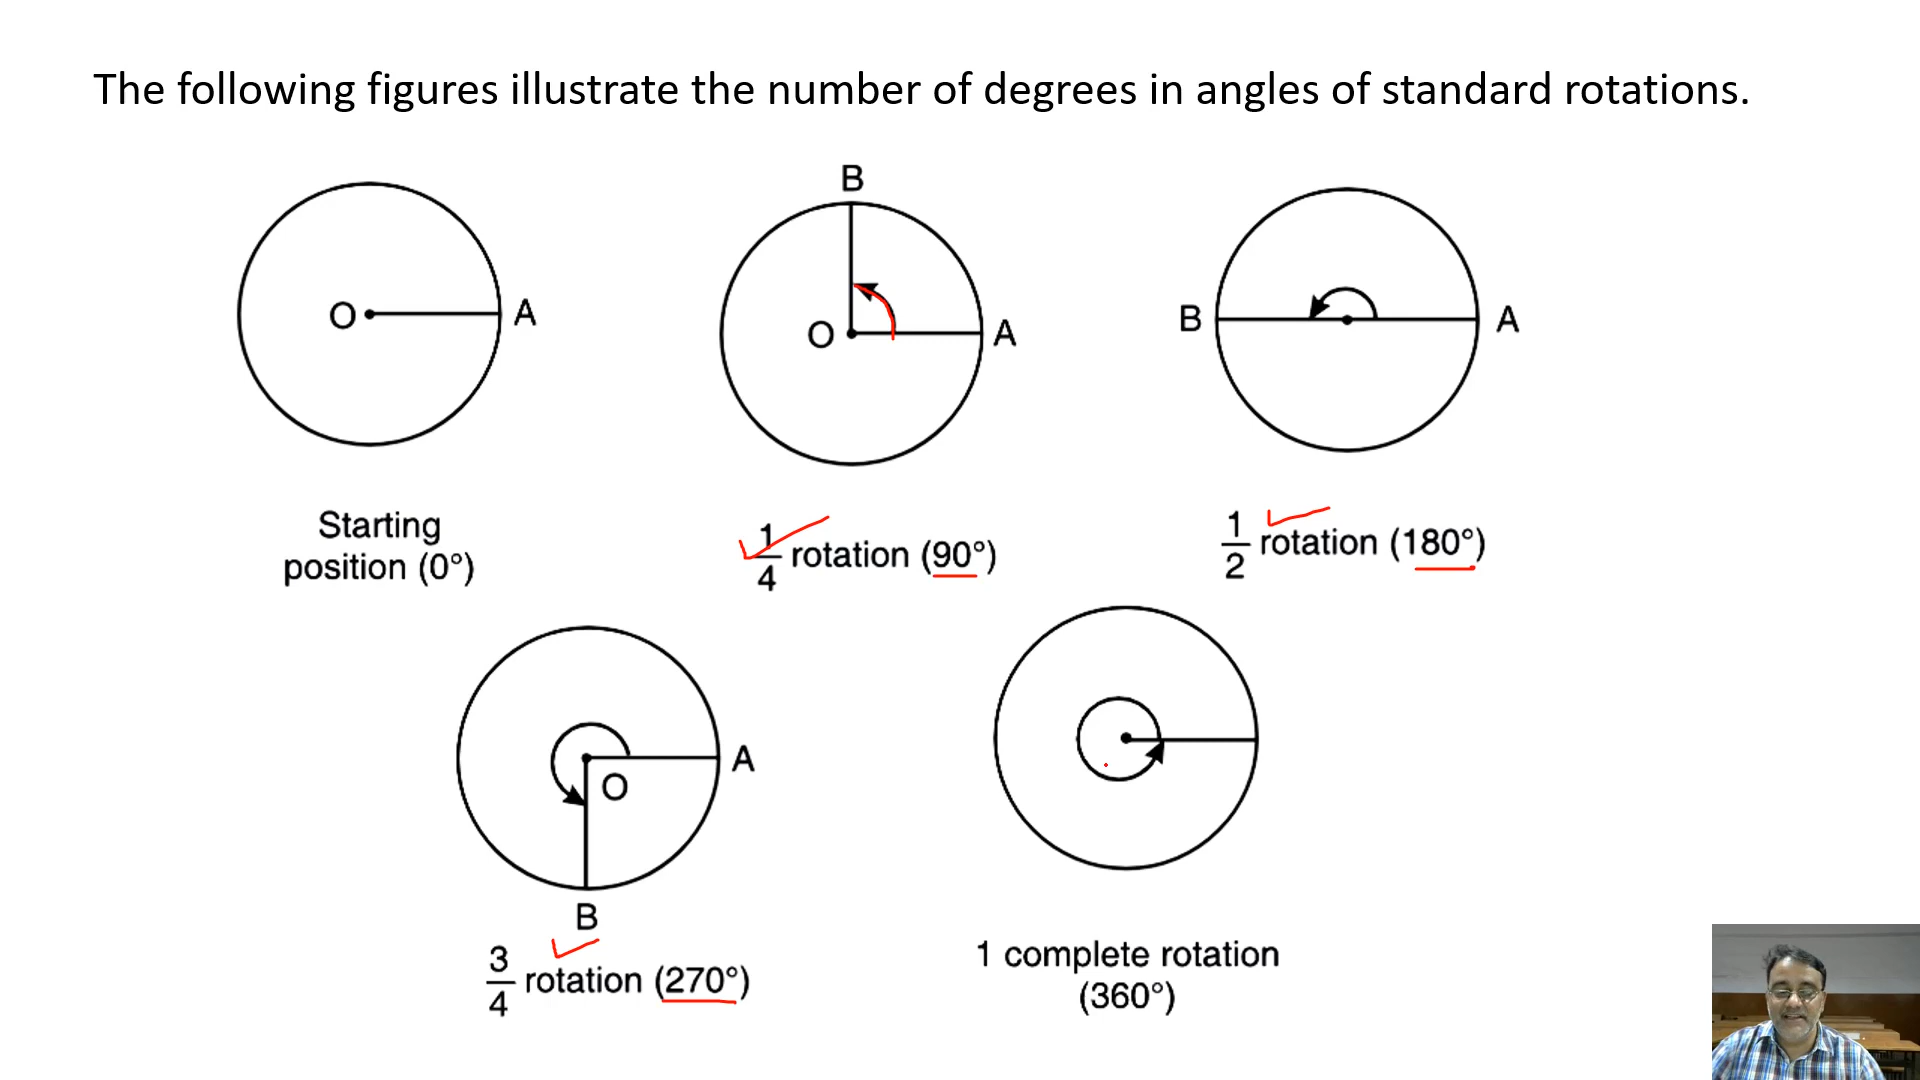 The following figures illustrate the number of degrees in angles of standard rotations.
O A
Starting
position (0°)
B
O A
1/4 rotation (90°)
B A
1/2 rotation (180°)
A
O
B
3/4 rotation (270°)
1 complete rotation
(360°)